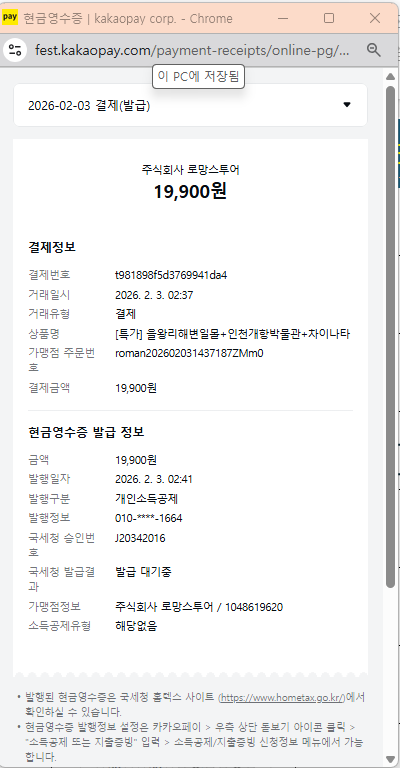 pay 현금영수증 | kakaopay corp. - Chrome
fest.kakaopay.com/payment-receipts/online-pg/...
이 PC에 저장됨
2026-02-03 결제(발급)
주식회사 로망스투어
19,900원
결제정보
결제번호 t981898f5d3769941da4
거래일시 2026. 2. 3. 02:37
거래유형 결제
상품명 [특가] 을왕리해변일몰+인천개항박물관+차이나타
가맹점 주문번호 roman202602031437187ZMm0
결제금액 19,900원
현금영수증 발급 정보
금액 19,900원
발행일자 2026. 2. 3. 02:41
발행구분 개인소득공제
발행정보 010-****-1664
국세청 승인번호 J20342016
국세청 발급결과 발급 대기중
가맹점정보 주식회사 로망스투어 / 1048619620
소득공제유형 해당없음
• 발행된 현금영수증은 국세청 홈텍스 사이트 (https://www.hometax.go.kr/)에서
확인하실 수 있습니다.
• 현금영수증 발행정보 설정은 카카오페이 > 우측 상단 돋보기 아이콘 클릭 >
"소득공제 또는 지출증빙" 입력 > 소득공제/지출증빙 신청정보 메뉴에서 가능
합니다.